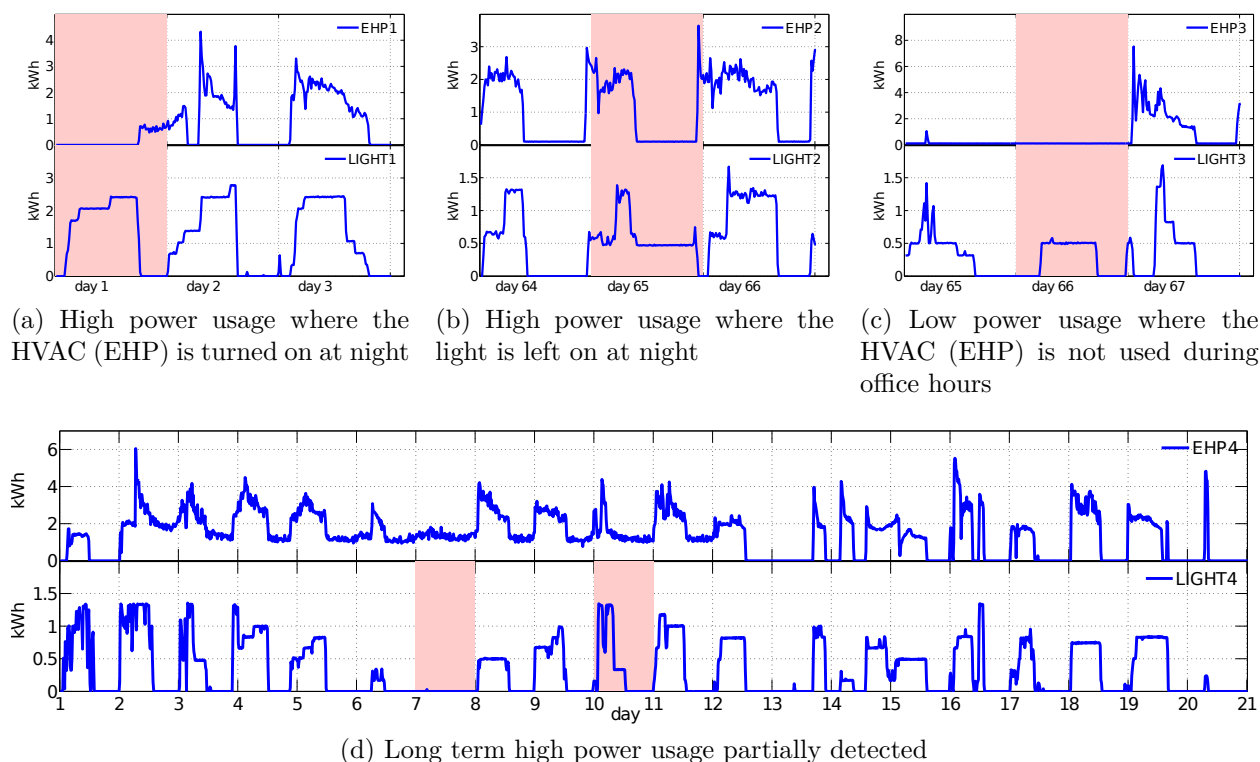 EHP1
4
3
2
1
0
kWh
LIGHT1
3
2
1
0
kWh
day 1 day 2 day 3
(a) High power usage where the
HVAC (EHP) is turned on at night
EHP2
3
2
1
0
kWh
LIGHT2
1.5
1
0.5
0
kWh
day 64 day 65 day 66
(b) High power usage where the
light is left on at night
EHP3
8
6
4
2
0
kWh
LIGHT3
1.5
1
0.5
0
kWh
day 65 day 66 day 67
(c) Low power usage where the
HVAC (EHP) is not used during
office hours
EHP4
6
4
2
0
kWh
LIGHT4
1.5
1
0.5
0
kWh
1 2 3 4 5 6 7 8 9 10 11 12 13 14 15 16 17 18 19 20 21
day
(d) Long term high power usage partially detected